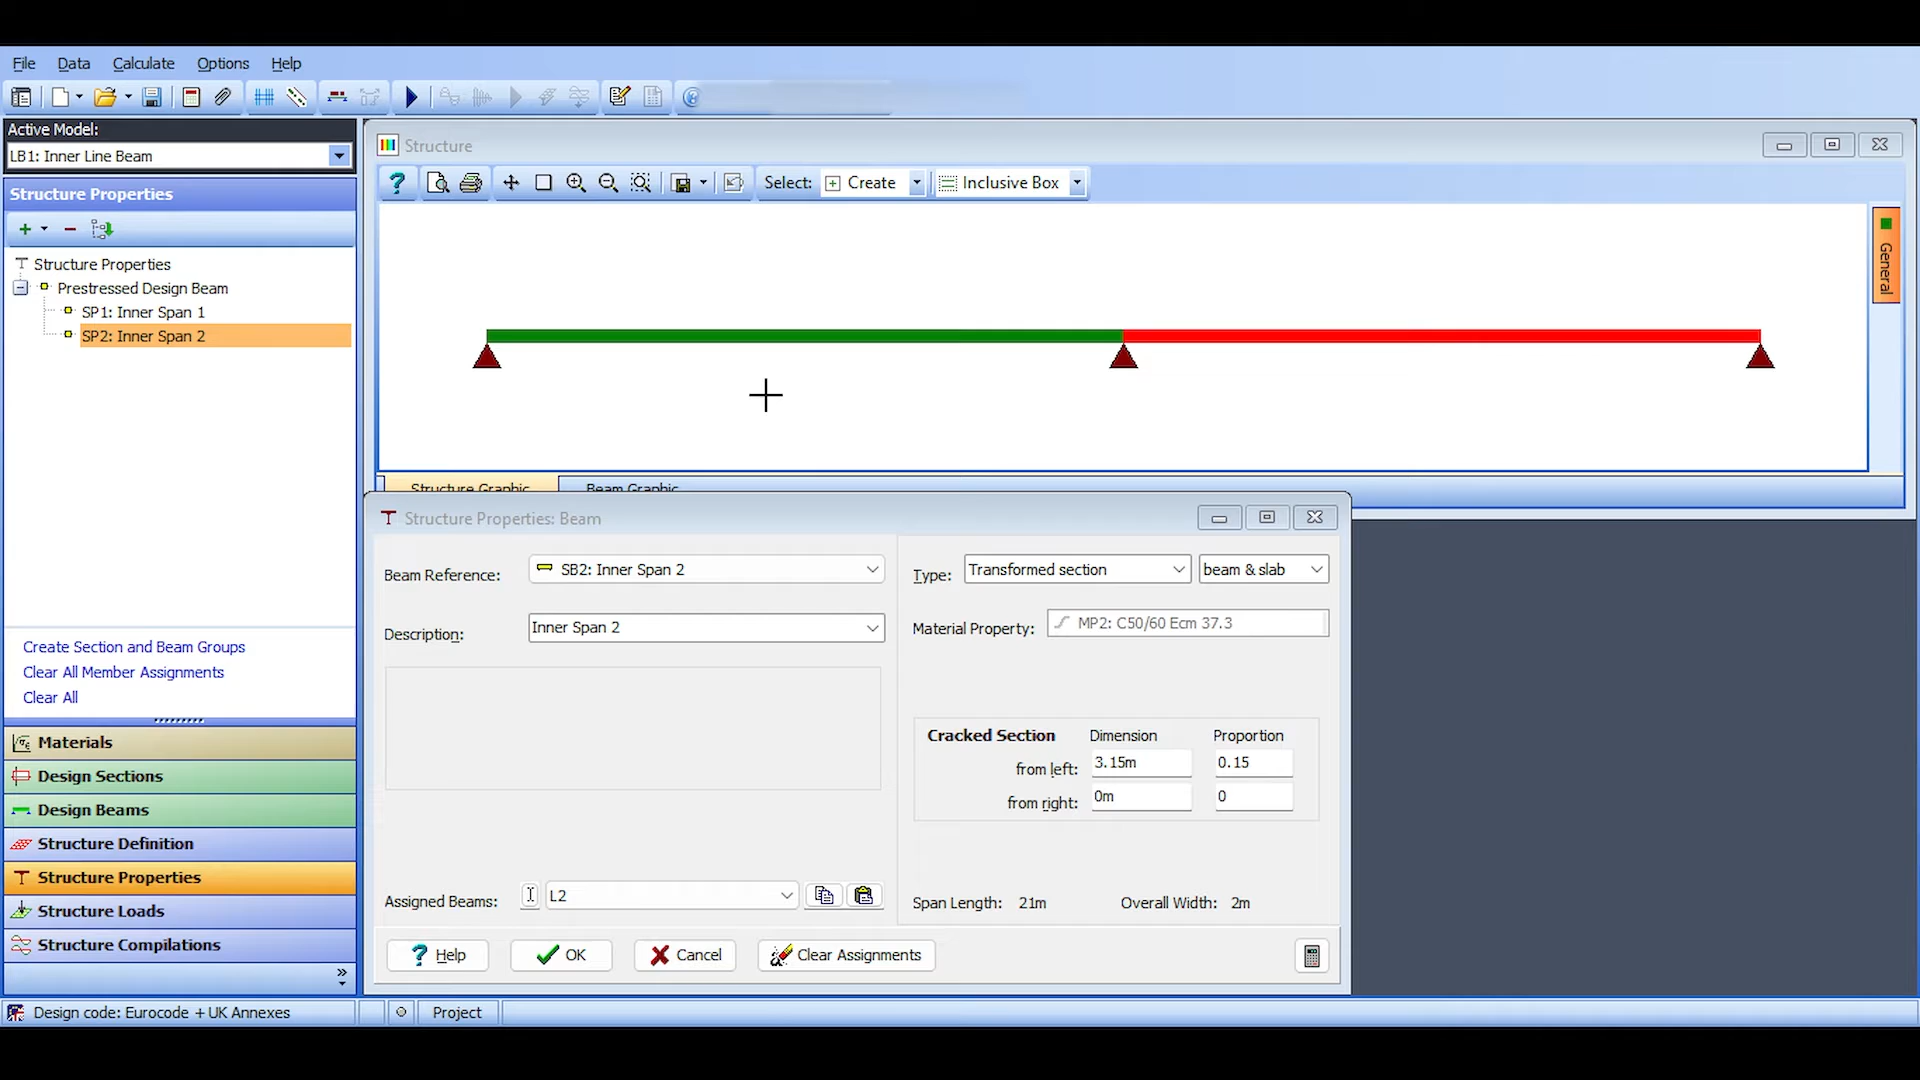 File Data Calculate Options Help
Active Model:
LB1: Inner Line Beam
Structure Properties
Structure Properties
Prestressed Design Beam
SP1: Inner Span 1
SP2: Inner Span 2
Create Section and Beam Groups
Clear All Member Assignments
Clear All
Materials
Design Sections
Design Beams
Structure Definition
Structure Properties
Structure Loads
Structure Compilations
Structure
Select: Create Inclusive Box
General
Structure Graphic Beam Graphic
Structure Properties: Beam
Beam Reference: SB2: Inner Span 2
Description: Inner Span 2
Assigned Beams: L2
Type: Transformed section beam & slab
Material Property: MP2: C50/60 Ecm 37.3
Cracked Section Dimension Proportion
from left: 3.15m 0.15
from right: 0m 0
Span Length: 21m Overall Width: 2m
Help OK Cancel Clear Assignments
Design code: Eurocode + UK Annexes Project